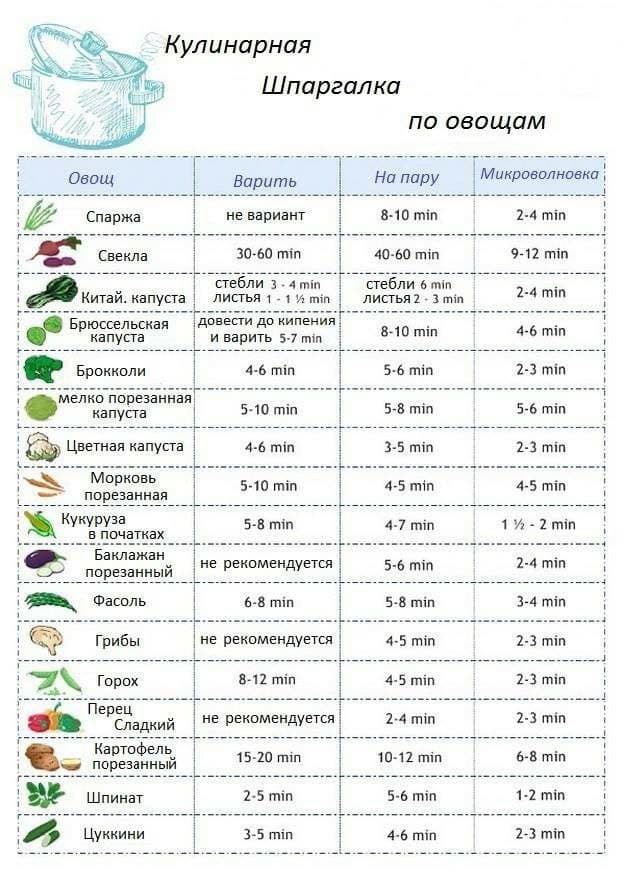 Кулинарная
Шпаргалка
по овощам
Овощ Варить На пару Микроволновка
Спаржа не вариант 8-10 min 2-4 min
Свекла 30-60 min 40-60 min 9-12 min
Китай. капуста стебли 3 - 4 min листья 1 - 1 ½ min стебли 6 min листья 2 - 3 min 2-4 min
Брюссельская капуста довести до кипения и варить 5-7 min 8-10 min 4-6 min
Брокколи 4-6 min 5-6 min 2-3 min
мелко порезанная капуста 5-10 min 5-8 min 5-6 min
Цветная капуста 4-6 min 3-5 min 2-3 min
Морковь порезанная 5-10 min 4-5 min 4-5 min
Кукуруза в початках 5-8 min 4-7 min 1 ½ - 2 min
Баклажан порезанный не рекомендуется 5-6 min 2-4 min
Фасоль 6-8 min 5-8 min 3-4 min
Грибы не рекомендуется 4-5 min 2-3 min
Горох 8-12 min 4-5 min 2-3 min
Перец Сладкий не рекомендуется 2-4 min 2-3 min
Картофель порезанный 15-20 min 10-12 min 6-8 min
Шпинат 2-5 min 5-6 min 1-2 min
Цуккини 3-5 min 4-6 min 2-3 min